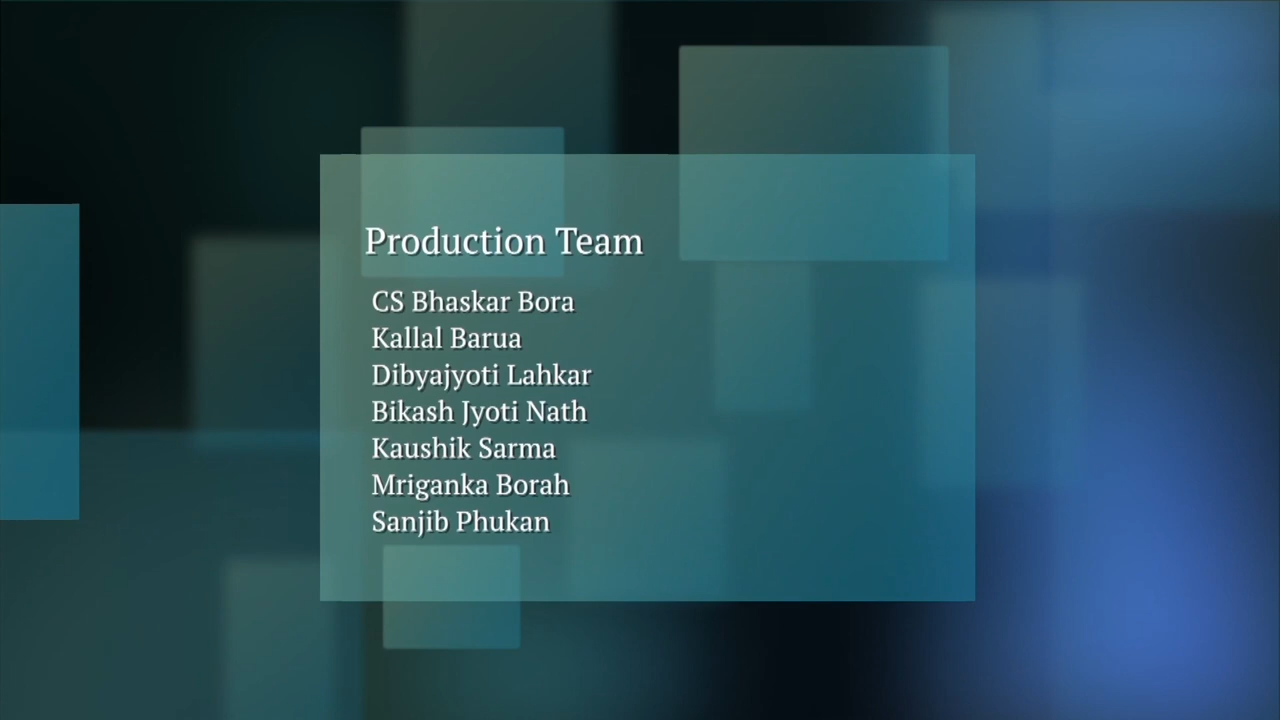 Production Team
CS Bhaskar Bora
Kallal Barua
Dibyajyoti Lahkar
Bikash Jyoti Nath
Kaushik Sarma
Mriganka Borah
Sanjib Phukan